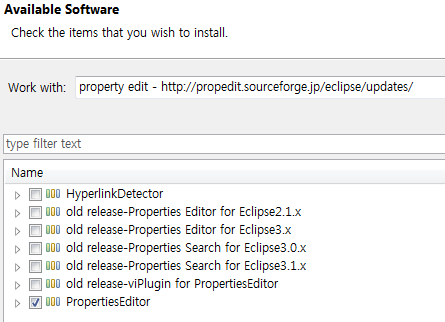 Available Software
Check the items that you wish to install.
Work with: property edit - http://propedit.sourceforge.jp/eclipse/updates/
type filter text
Name
HyperlinkDetector
old release-Properties Editor for Eclipse2.1.x
old release-Properties Editor for Eclipse3.x
old release-Properties Search for Eclipse3.0.x
old release-Properties Search for Eclipse3.1.x
old release-viPlugin for PropertiesEditor
PropertiesEditor